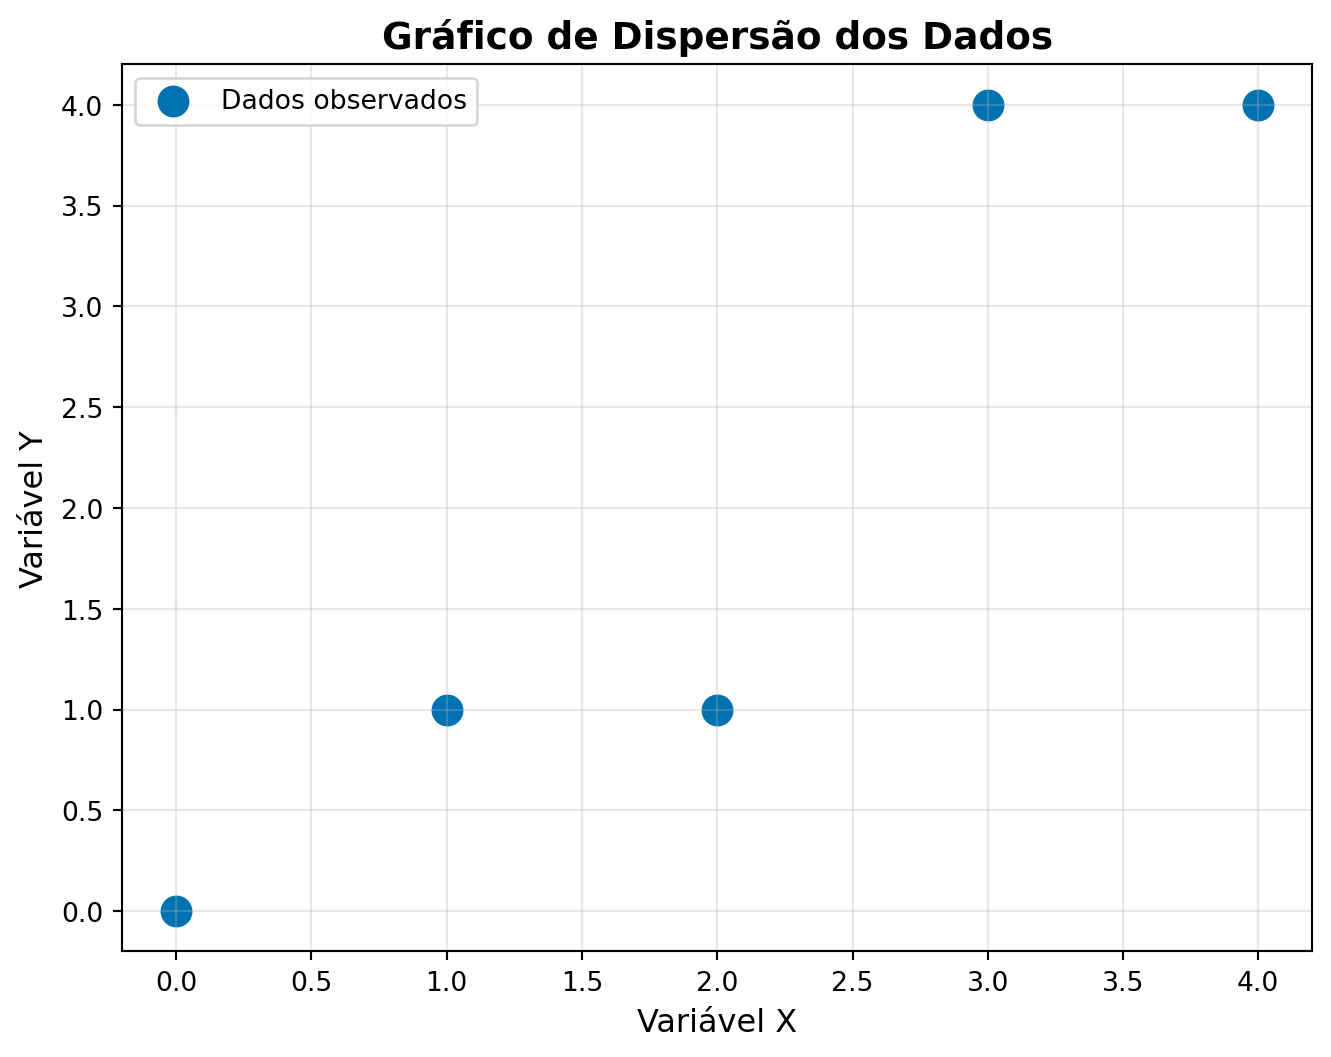 Gráfico de Dispersão dos Dados
Dados observados
4.0
3.5
3.0
2.5
2.0
1.5
1.0
0.5
0.0
Variável Y
0.0 0.5 1.0 1.5 2.0 2.5 3.0 3.5 4.0
Variável X